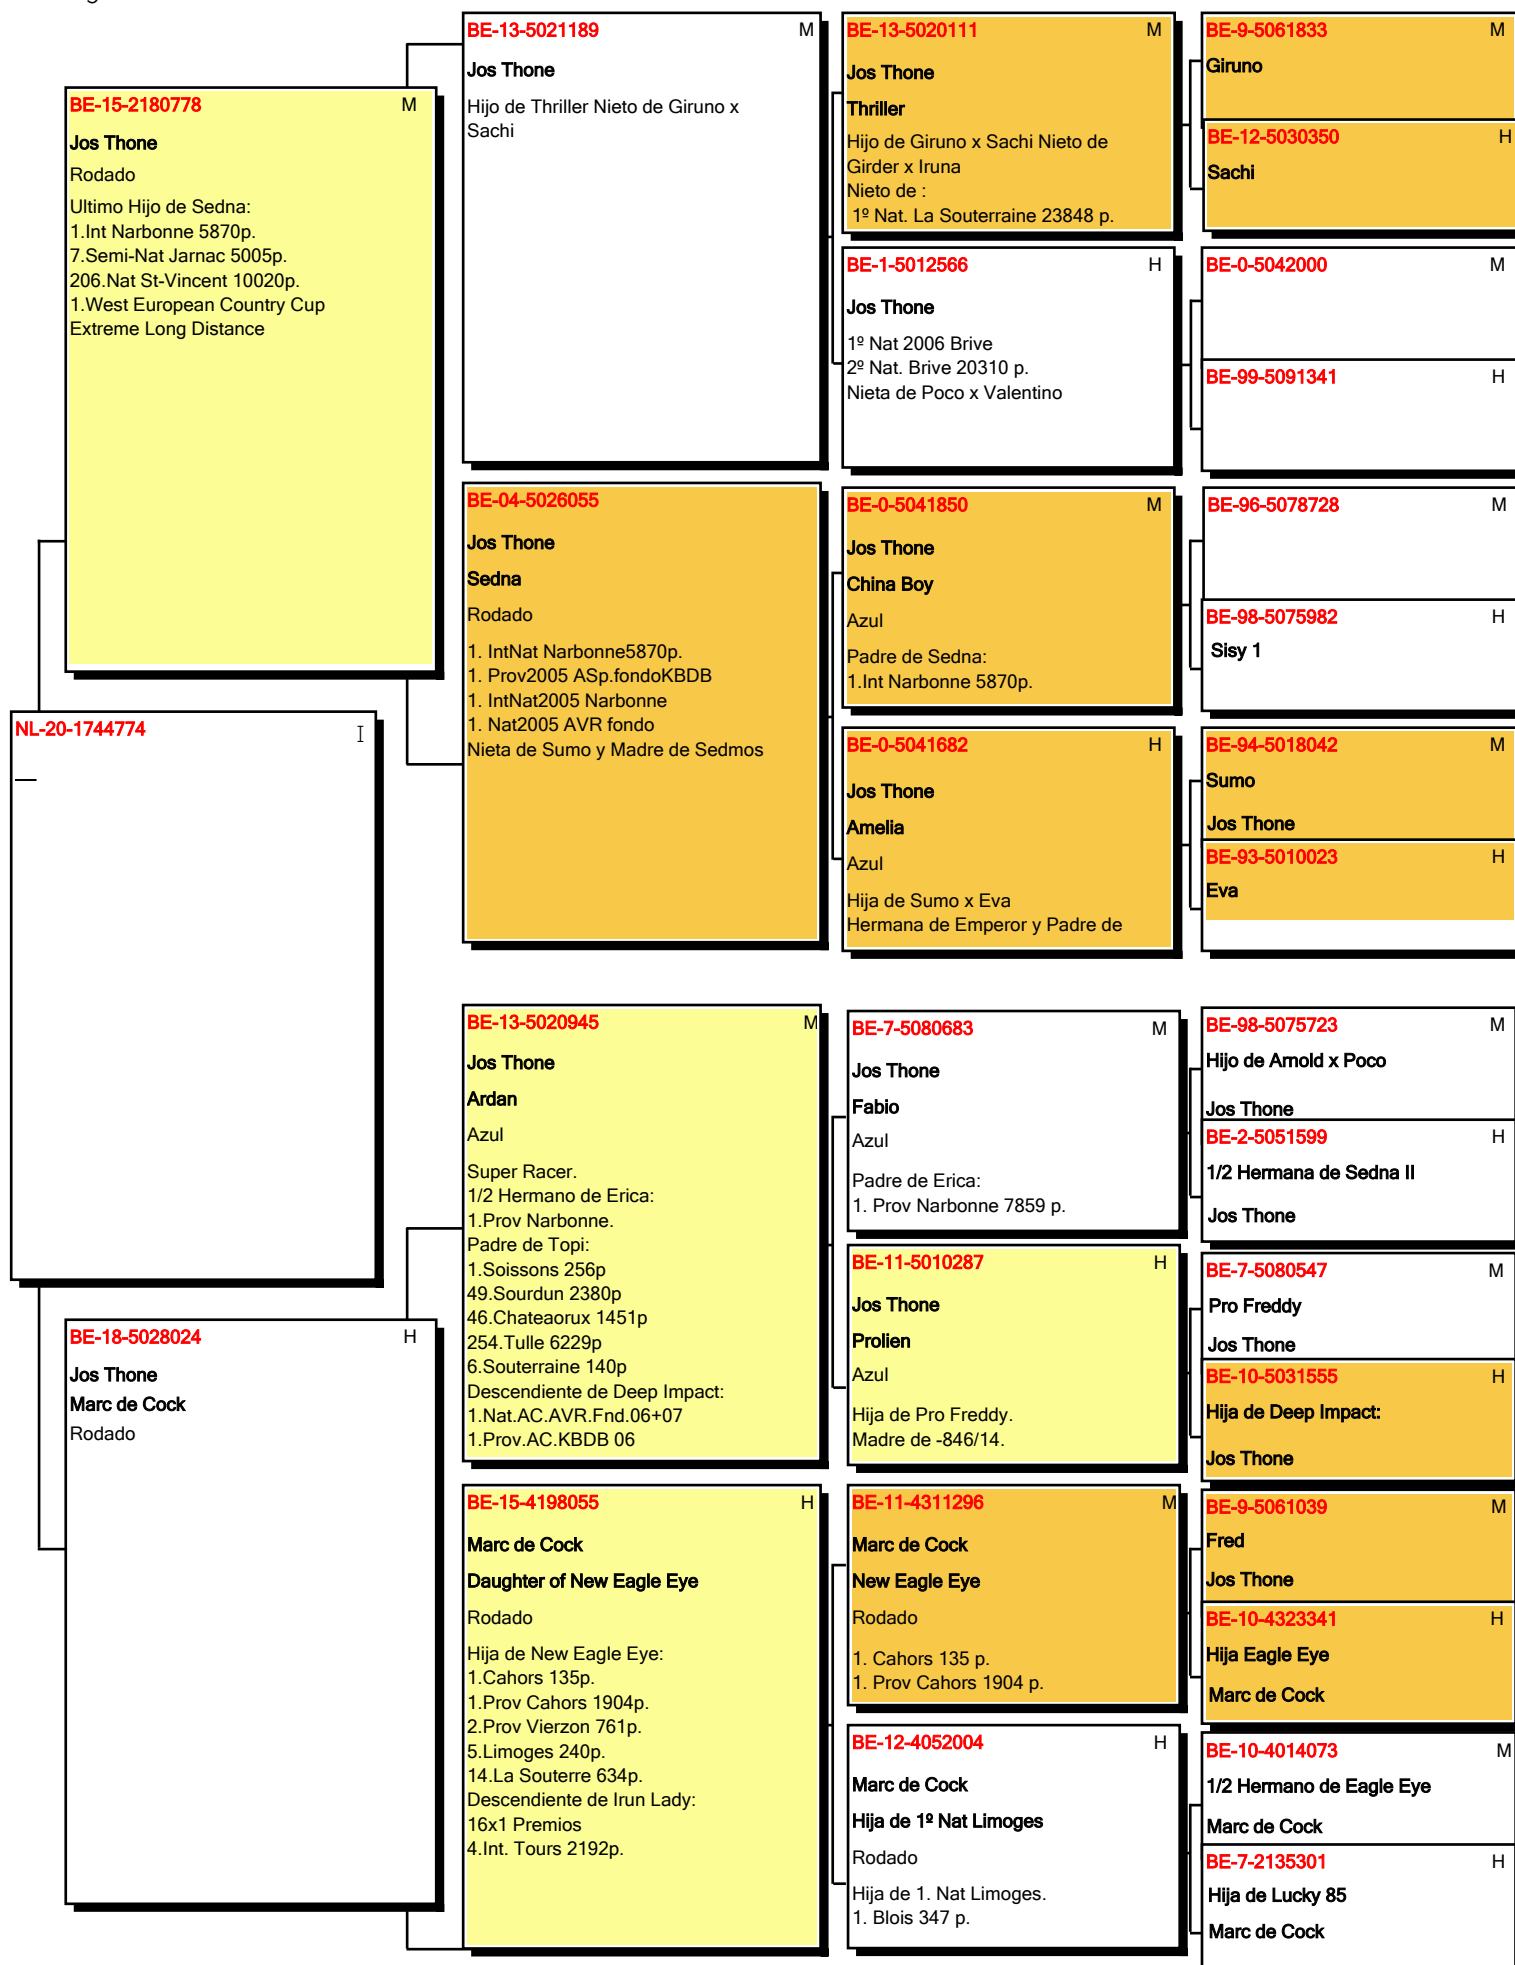 BE-15-2180778 M
Jos Thone
Rodado
Ultimo Hijo de Sedna:
1.Int Narbonne 5870p.
7.Semi-Nat Jarnac 5005p.
206.Nat St-Vincent 10020p.
1.West European Country Cup
Extreme Long Distance
NL-20-1744774 I
BE-18-5028024 H
Jos Thone
Marc de Cock
Rodado
BE-13-5021189 M
Jos Thone
Hijo de Thriller Nieto de Giruno x
Sachi
BE-04-5026055
Jos Thone
Sedna
Rodado
1. IntNat Narbonne5870p.
1. Prov2005 ASp.fondoKBDB
1. IntNat2005 Narbonne
1. Nat2005 AVR fondo
Nieta de Sumo y Madre de Sedmos
BE-13-5020945 M
Jos Thone
Ardan
Azul
Super Racer.
1/2 Hermano de Erica:
1.Prov Narbonne.
Padre de Topi:
1.Soissons 256p
49.Sourdun 2380p
46.Chateaorux 1451p
254.Tulle 6229p
6.Souterraine 140p
Descendiente de Deep Impact:
1.Nat.AC.AVR.Fnd.06+07
1.Prov.AC.KBDB 06
BE-15-4198055 H
Marc de Cock
Daughter of New Eagle Eye
Rodado
Hija de New Eagle Eye:
1.Cahors 135p.
1.Prov Cahors 1904p.
2.Prov Vierzon 761p.
5.Limoges 240p.
14.La Souterre 634p.
Descendiente de Irun Lady:
16x1 Premios
4.Int. Tours 2192p.
BE-13-5020111 M
Jos Thone
Thriller
Hijo de Giruno x Sachi Nieto de
Girder x Iruna
Nieto de :
1º Nat. La Souterraine 23848 p.
BE-1-5012566 H
Jos Thone
1º Nat 2006 Brive
2º Nat. Brive 20310 p.
Nieta de Poco x Valentino
BE-0-5041850 M
Jos Thone
China Boy
Azul
Padre de Sedna:
1.Int Narbonne 5870p.
BE-0-5041682 H
Jos Thone
Amelia
Azul
Hija de Sumo x Eva
Hermana de Emperor y Padre de
BE-7-5080683 M
Jos Thone
Fabio
Azul
Padre de Erica:
1. Prov Narbonne 7859 p.
BE-11-5010287 H
Jos Thone
Prolien
Azul
Hija de Pro Freddy.
Madre de -846/14.
BE-11-4311296 M
Marc de Cock
New Eagle Eye
Rodado
1. Cahors 135 p.
1. Prov Cahors 1904 p.
BE-12-4052004 H
Marc de Cock
Hija de 1º Nat Limoges
Rodado
Hija de 1. Nat Limoges.
1. Blois 347 p.
BE-9-5061833 M
Giruno
BE-12-5030350 H
Sachi
BE-0-5042000 M
BE-99-5091341 H
BE-96-5078728 M
BE-98-5075982 H
Sisy 1
BE-94-5018042 M
Sumo
Jos Thone
BE-93-5010023 H
Eva
BE-98-5075723 M
Hijo de Arnold x Poco
Jos Thone
BE-2-5051599 H
1/2 Hermana de Sedna II
Jos Thone
BE-7-5080547 M
Pro Freddy
Jos Thone
BE-10-5031555 H
Hija de Deep Impact:
Jos Thone
BE-9-5061039 M
Fred
Jos Thone
BE-10-4323341 H
Hija Eagle Eye
Marc de Cock
BE-10-4014073 M
1/2 Hermano de Eagle Eye
Marc de Cock
BE-7-2135301 H
Hija de Lucky 85
Marc de Cock